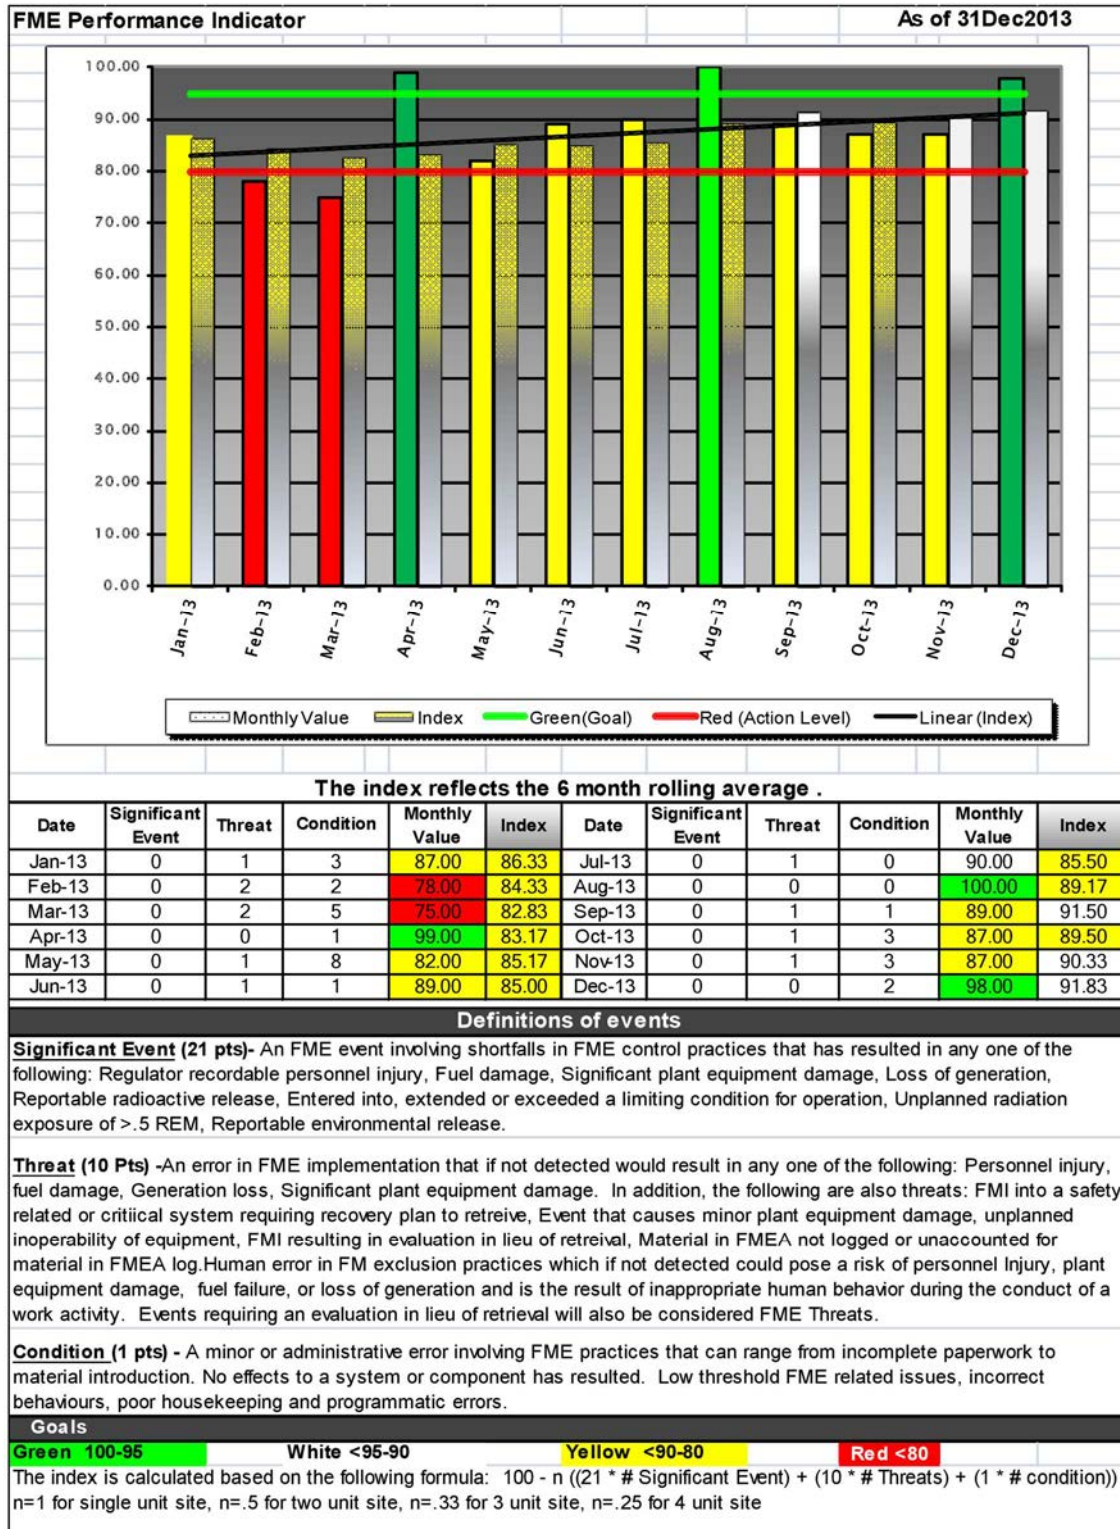 FME Performance Indicator As of 31Dec2013
100.00
90.00
80.00
70.00
60.00
50.00
40.00
30.00
20.00
10.00
0.00
Jan-13 Feb-13 Mar-13 Apr-13 May-13 Jun-13 Jul-13 Aug-13 Sep-13 Oct-13 Nov-13 Dec-13
Monthly Value Index Green(Goal) Red (Action Level) Linear (Index)
The index reflects the 6 month rolling average .
Date Significant Event Threat Condition Monthly Value Index Date Significant Event Threat Condition Monthly Value Index
Jan-13 0 1 3 87.00 86.33 Jul-13 0 1 0 90.00 85.50
Feb-13 0 2 2 78.00 84.33 Aug-13 0 0 0 100.00 89.17
Mar-13 0 2 5 75.00 82.83 Sep-13 0 1 1 89.00 91.50
Apr-13 0 0 1 99.00 83.17 Oct-13 0 1 3 87.00 89.50
May-13 0 1 8 82.00 85.17 Nov-13 0 1 3 87.00 90.33
Jun-13 0 1 1 89.00 85.00 Dec-13 0 0 2 98.00 91.83
Definitions of events
Significant Event (21 pts)- An FME event involving shortfalls in FME control practices that has resulted in any one of the
following: Regulator recordable personnel injury, Fuel damage, Significant plant equipment damage, Loss of generation,
Reportable radioactive release, Entered into, extended or exceeded a limiting condition for operation, Unplanned radiation
exposure of >.5 REM, Reportable environmental release.
Threat (10 Pts) -An error in FME implementation that if not detected would result in any one of the following: Personnel injury,
fuel damage, Generation loss, Significant plant equipment damage. In addition, the following are also threats: FMI into a safety
related or critiical system requiring recovery plan to retreive, Event that causes minor plant equipment damage, unplanned
inoperability of equipment, FMI resulting in evaluation in lieu of retreival, Material in FMEA not logged or unaccounted for
material in FMEA log.Human error in FM exclusion practices which if not detected could pose a risk of personnel Injury, plant
equipment damage, fuel failure, or loss of generation and is the result of inappropriate human behavior during the conduct of a
work activity. Events requiring an evaluation in lieu of retrieval will also be considered FME Threats.
Condition (1 pts) - A minor or administrative error involving FME practices that can range from incomplete paperwork to
material introduction. No effects to a system or component has resulted. Low threshold FME related issues, incorrect
behaviours, poor housekeeping and programmatic errors.
Goals
Green 100-95 White <95-90 Yellow <90-80 Red <80
The index is calculated based on the following formula: 100 - n ((21 * # Significant Event) + (10 * # Threats) + (1 * # condition))
n=1 for single unit site, n=.5 for two unit site, n=.33 for 3 unit site, n=.25 for 4 unit site